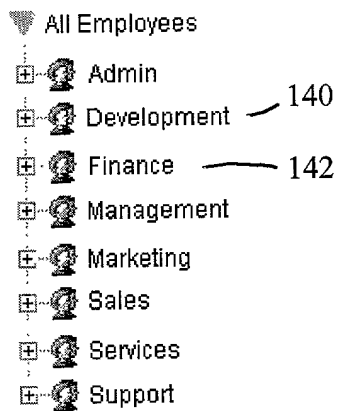 All Employees
Admin
Development 140
Finance 142
Management
Marketing
Sales
Services
Support